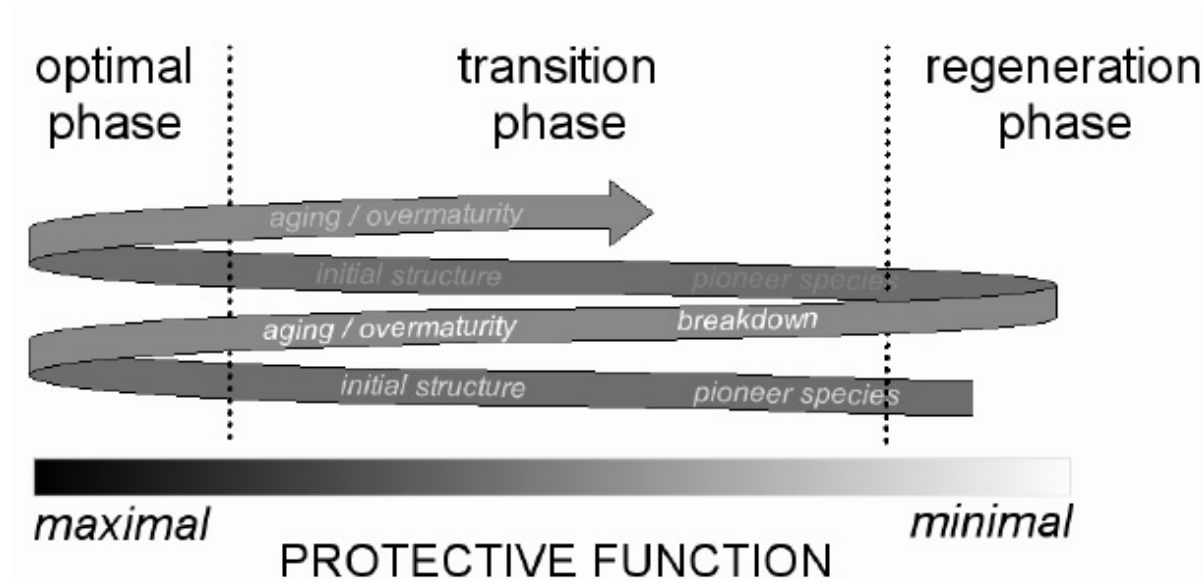 optimal
phase
transition
phase
regeneration
phase
aging / overmaturity
initial structure
pioneer species
aging / overmaturity
breakdown
initial structure
pioneer species
maximal
minimal
PROTECTIVE FUNCTION